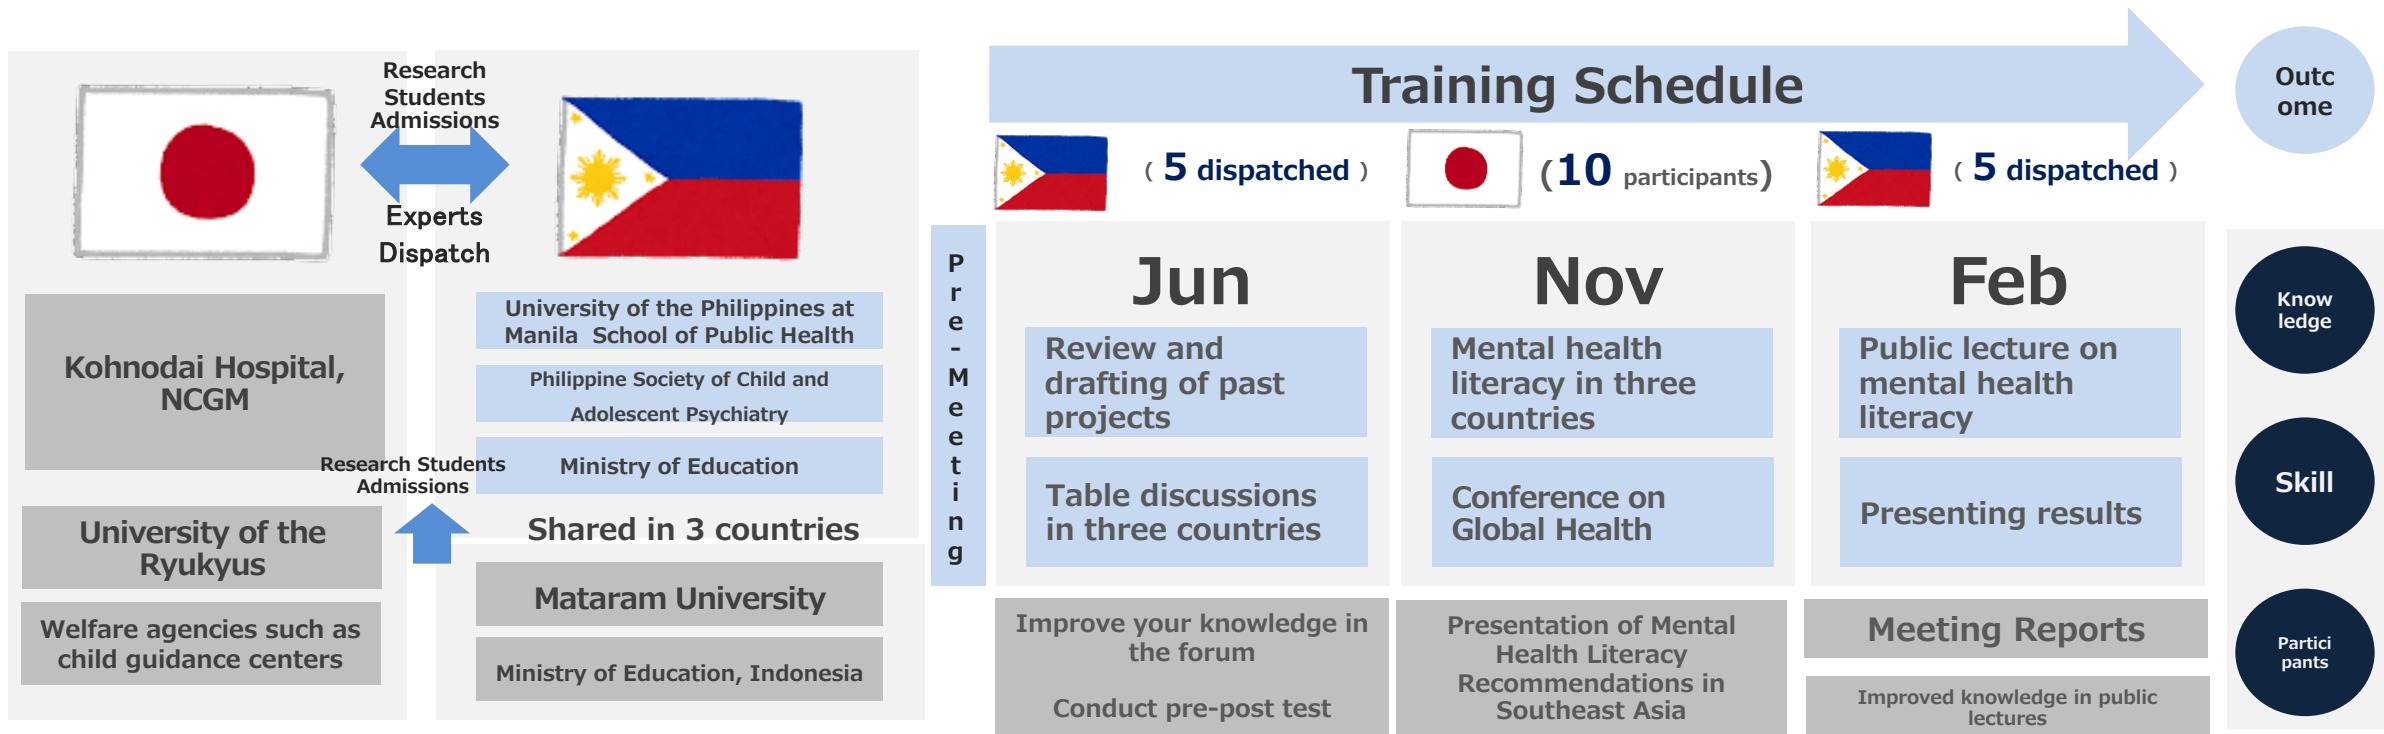 Research
Students
Admissions
Experts
Dispatch
Kohnodai Hospital,
NCGM
University of the
Ryukyus
Welfare agencies such as
child guidance centers
University of the Philippines at
Manila School of Public Health
Philippine Society of Child and
Adolescent Psychiatry
Ministry of Education
Research Students
Admissions
Shared in 3 countries
Mataram University
Ministry of Education, Indonesia
Pre-Meeting
Training Schedule
( 5 dispatched )
(10 participants)
( 5 dispatched )
Jun
Review and
drafting of past
projects
Table discussions
in three countries
Improve your knowledge in
the forum
Conduct pre-post test
Nov
Mental health
literacy in three
countries
Conference on
Global Health
Presentation of Mental
Health Literacy
Recommendations in
Southeast Asia
Feb
Public lecture on
mental health
literacy
Presenting results
Meeting Reports
Improved knowledge in public
lectures
Outc
ome
Know
ledge
Skill
Partici
pants